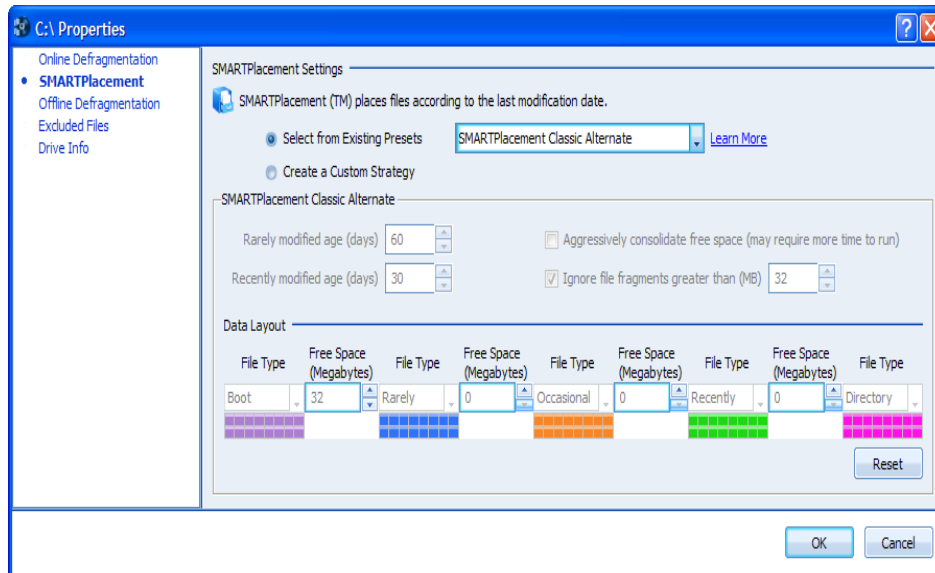 C:\ Properties
?
X
Online Defragmentation
• SMARTPlacement
Offline Defragmentation
Excluded Files
Drive Info
SMARTPlacement Settings
SMARTPlacement (TM) places files according to the last modification date.
Select from Existing Presets SMARTPlacement Classic Alternate Learn More
Create a Custom Strategy
SMARTPlacement Classic Alternate
Rarely modified age (days) 60 Aggressively consolidate free space (may require more time to run)
Recently modified age (days) 30 Ignore file fragments greater than (MB) 32
Data Layout
File Type Free Space (Megabytes) File Type Free Space (Megabytes) File Type Free Space (Megabytes) File Type Free Space (Megabytes) File Type
Boot 32 Rarely 0 Occasional 0 Recently 0 Directory
Reset
OK Cancel